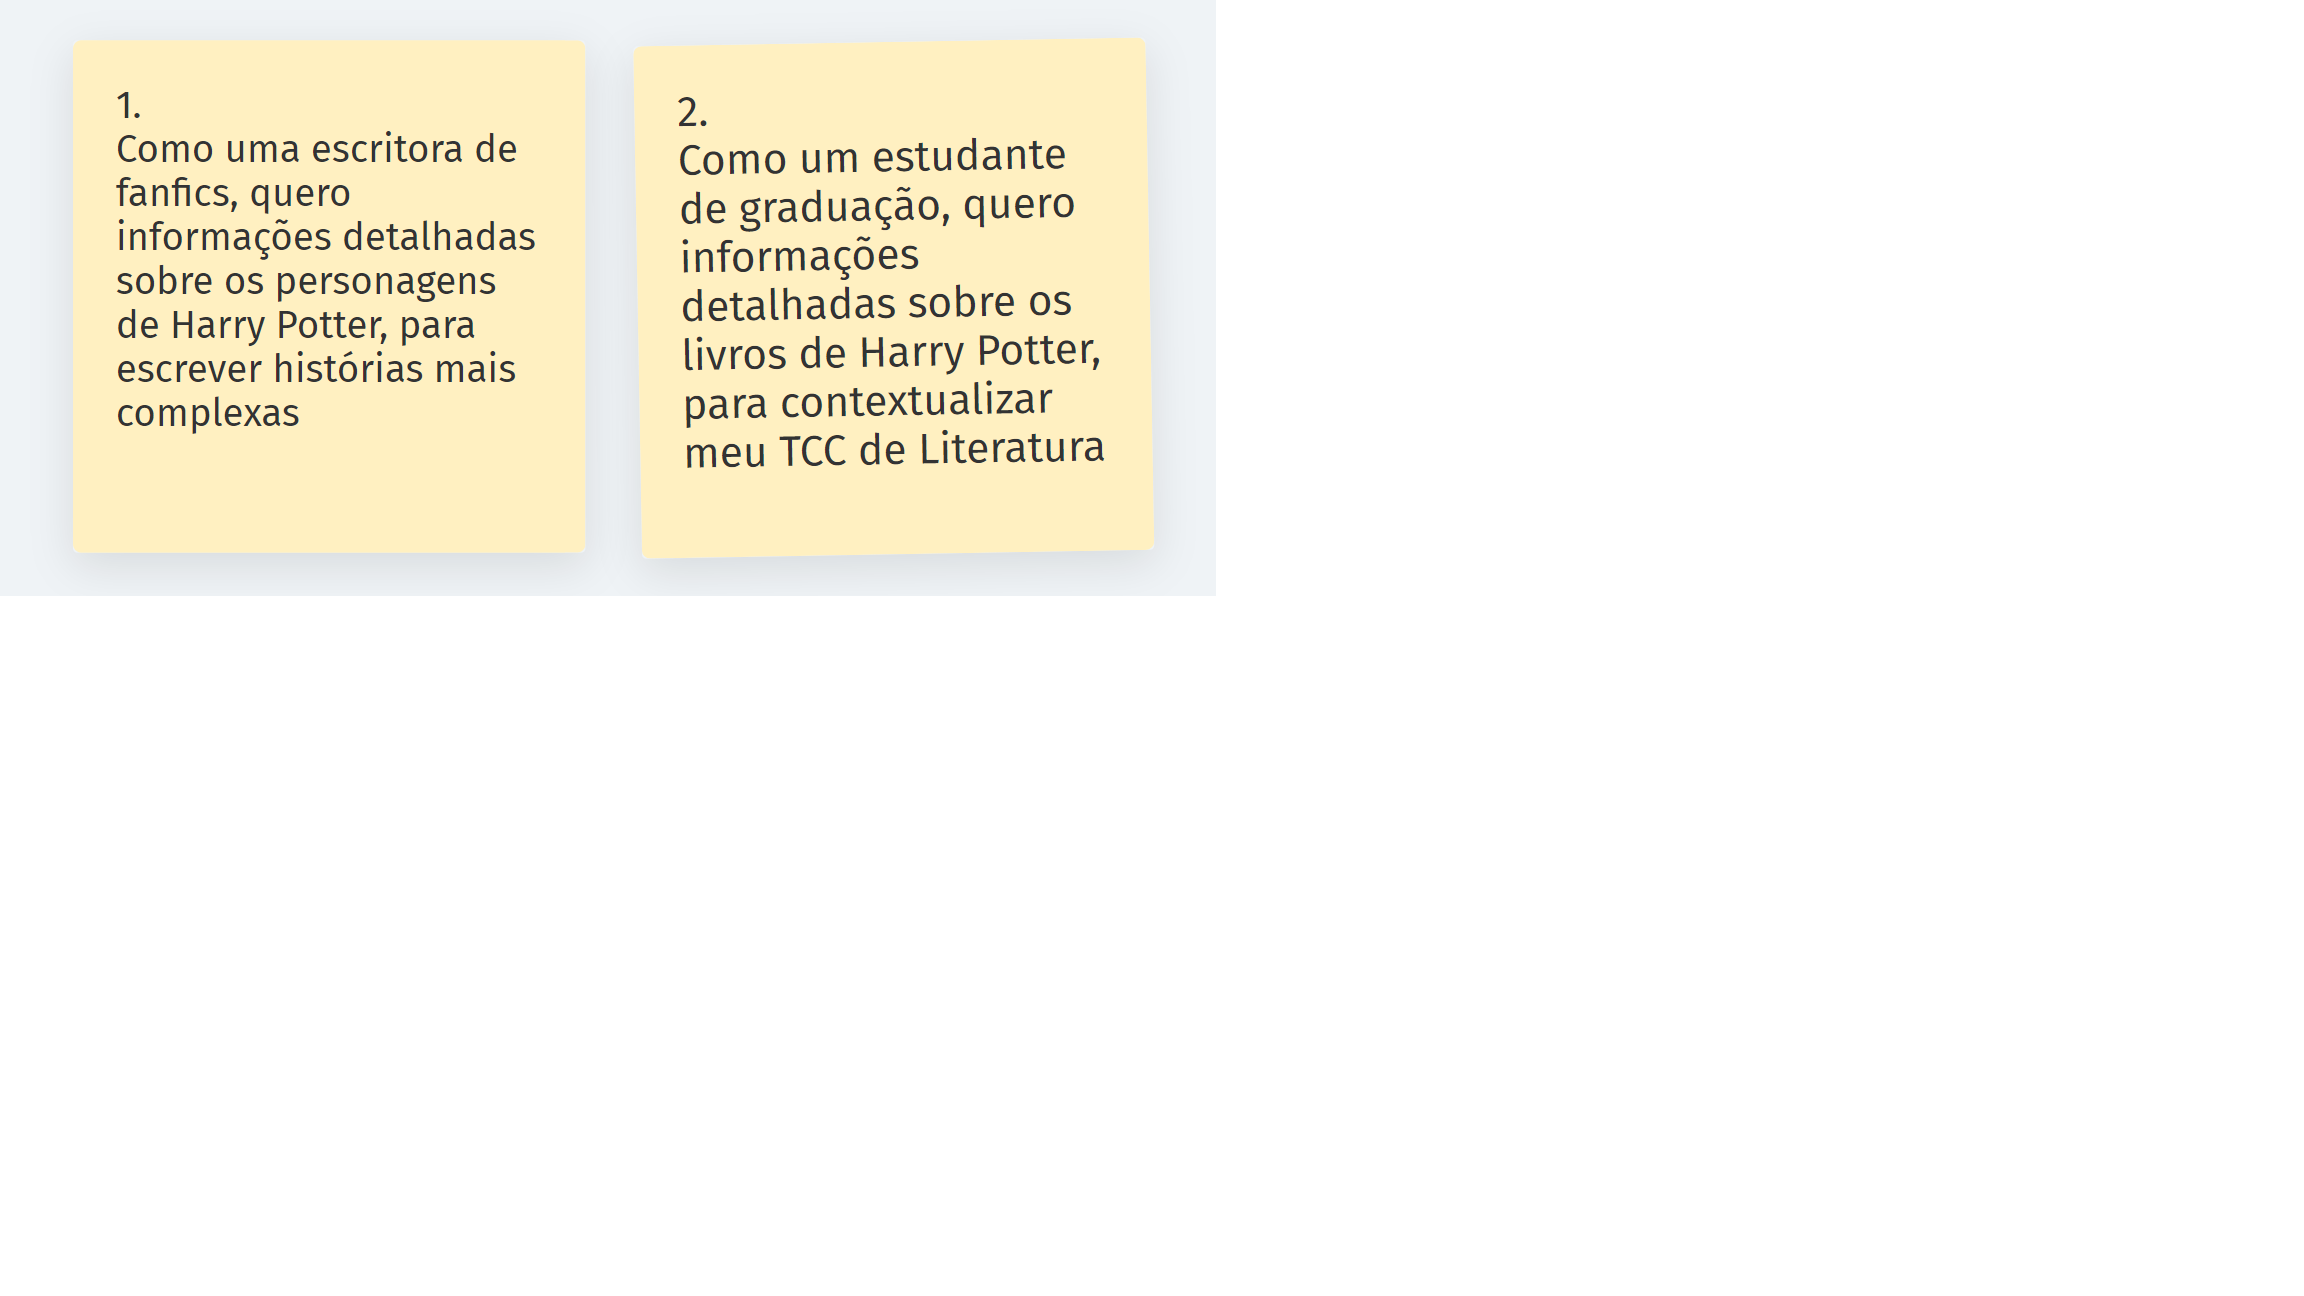 1.
Como uma escritora de
fanfics, quero
informações detalhadas
sobre os personagens
de Harry Potter, para
escrever histórias mais
complexas
2.
Como um estudante
de graduação, quero
informações
detalhadas sobre os
livros de Harry Potter,
para contextualizar
meu TCC de Literatura